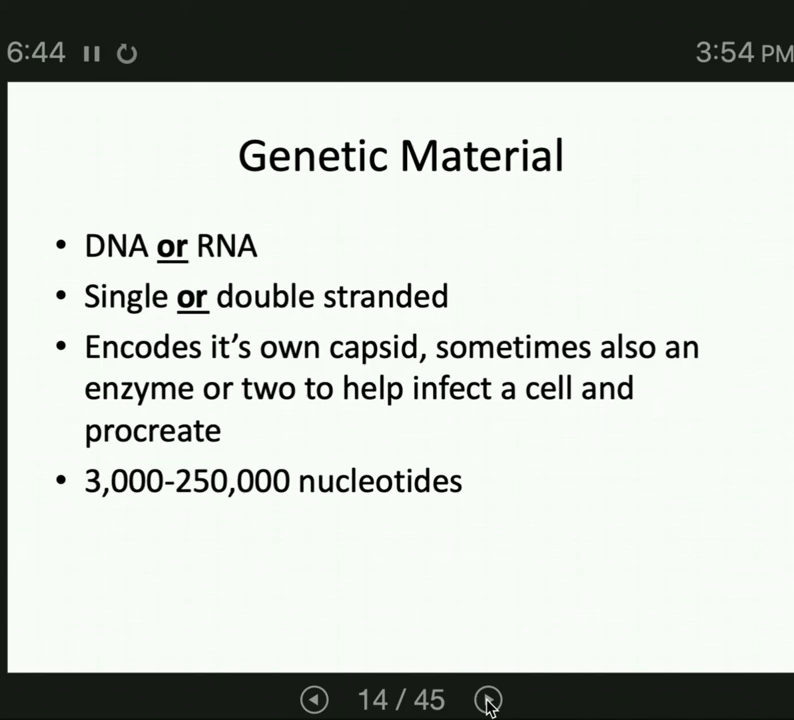 6:44
3:54 PM
Genetic Material
• DNA or RNA
• Single or double stranded
• Encodes it's own capsid, sometimes also an
enzyme or two to help infect a cell and
procreate
• 3,000-250,000 nucleotides
14 / 45